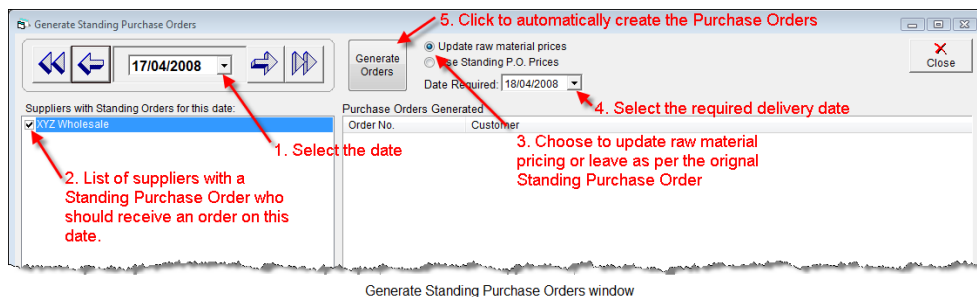 Generate Standing Purchase Orders
5. Click to automatically create the Purchase Orders
17/04/2008
Generate
Orders
Update raw material prices
se Standing P.O. Prices
Date Required: 18/04/2008
Close
4. Select the required delivery date
Suppliers with Standing Orders for this date:
XYZ Wholesale
Purchase Orders Generated
Order No. Customer
1. Select the date
3. Choose to update raw material
pricing or leave as per the orignal
Standing Purchase Order
2. List of suppliers with a
Standing Purchase Order who
should receive an order on this
date.
Generate Standing Purchase Orders window